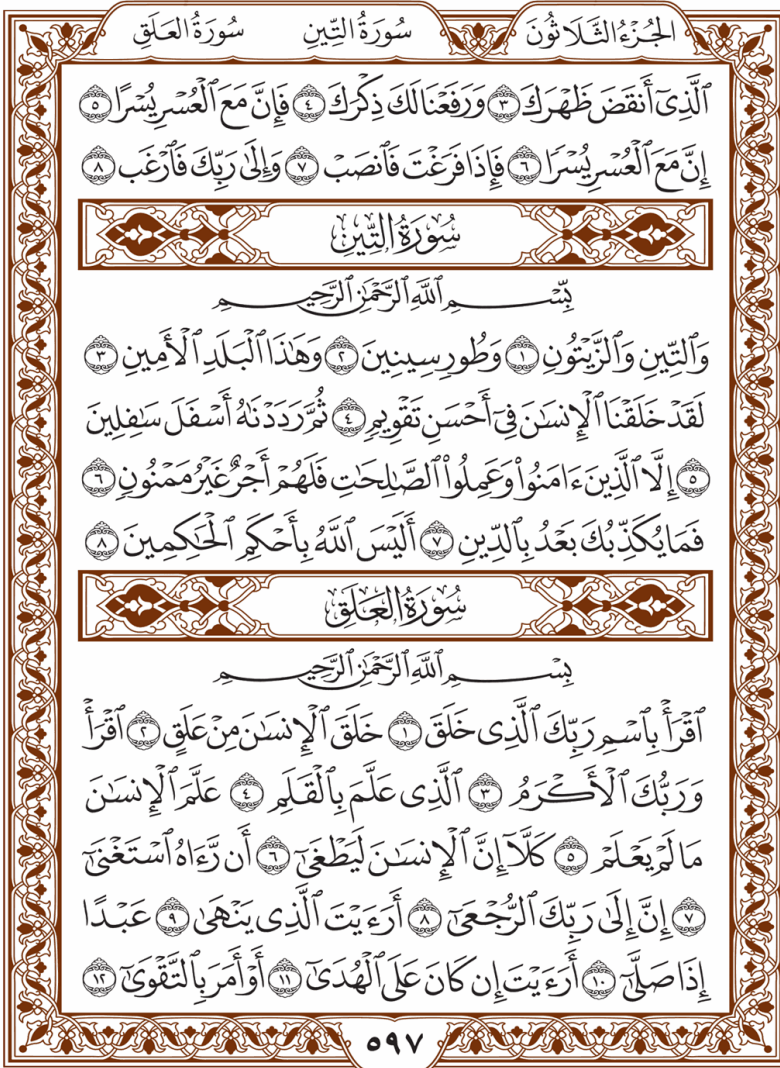 الجُزْءُ الثَّلَاثُونَ سُورَةُ التِّينِ سُورَةُ العَلَقِ
ٱلَّذِىٓ أَنقَضَ ظَهْرَكَ ٣ وَرَفَعْنَا لَكَ ذِكْرَكَ ٤ فَإِنَّ مَعَ ٱلْعُسْرِ يُسْرًا ٥
إِنَّ مَعَ ٱلْعُسْرِ يُسْرًا ٦ فَإِذَا فَرَغْتَ فَٱنصَبْ ٧ وَإِلَىٰ رَبِّكَ فَٱرْغَب ٨
سُورَةُ التِّينِ
بِّسْمِ ٱللَّهِ ٱلرَّحْمَٰنِ ٱلرَّحِيمِ
وَٱلتِّينِ وَٱلزَّيْتُونِ ١ وَطُورِ سِينِينَ ٢ وَهَٰذَا ٱلْبَلَدِ ٱلْأَمِينِ ٣
لَقَدْ خَلَقْنَا ٱلْإِنسَٰنَ فِىٓ أَحْسَنِ تَقْوِيمٍ ٤ ثُمَّ رَدَدْنَٰهُ أَسْفَلَ سَٰفِلِينَ
٥ إِلَّا ٱلَّذِينَ ءَامَنُوا۟ وَعَمِلُوا۟ ٱلصَّٰلِحَٰتِ فَلَهُمْ أَجْرٌ غَيْرُ مَمْنُونٍ ٦
فَمَا يُكَذِّبُكَ بَعْدُ بِٱلدِّينِ ٧ أَلَيْسَ ٱللَّهُ بِأَحْكَمِ ٱلْحَٰكِمِينَ ٨
سُورَةُ العَلَقِ
بِسْمِ ٱللَّهِ ٱلرَّحْمَٰنِ ٱلرَّحِيمِ
ٱقْرَأْ بِٱسْمِ رَبِّكَ ٱلَّذِى خَلَقَ ١ خَلَقَ ٱلْإِنسَٰنَ مِنْ عَلَقٍ ٢ ٱقْرَأْ
وَرَبُّكَ ٱلْأَكْرَمُ ٣ ٱلَّذِى عَلَّمَ بِٱلْقَلَمِ ٤ عَلَّمَ ٱلْإِنسَٰنَ
مَا لَمْ يَعْلَمْ ٥ كَلَّآ إِنَّ ٱلْإِنسَٰنَ لَيَطْغَىٰٓ ٦ أَن رَّءَاهُ ٱسْتَغْنَىٰٓ
٧ إِنَّ إِلَىٰ رَبِّكَ ٱلرُّجْعَىٰٓ ٨ أَرَءَيْتَ ٱلَّذِى يَنْهَىٰ ٩ عَبْدًا
إِذَا صَلَّىٰٓ ١٠ أَرَءَيْتَ إِن كَانَ عَلَى ٱلْهُدَىٰٓ ١١ أَوْ أَمَرَ بِٱلتَّقْوَىٰٓ ١٢
٥٩٧